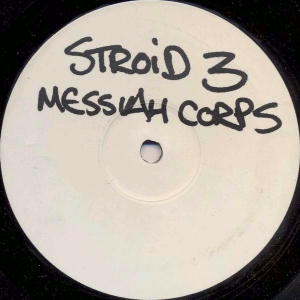 STROiD 3
MESSIAH CORPS